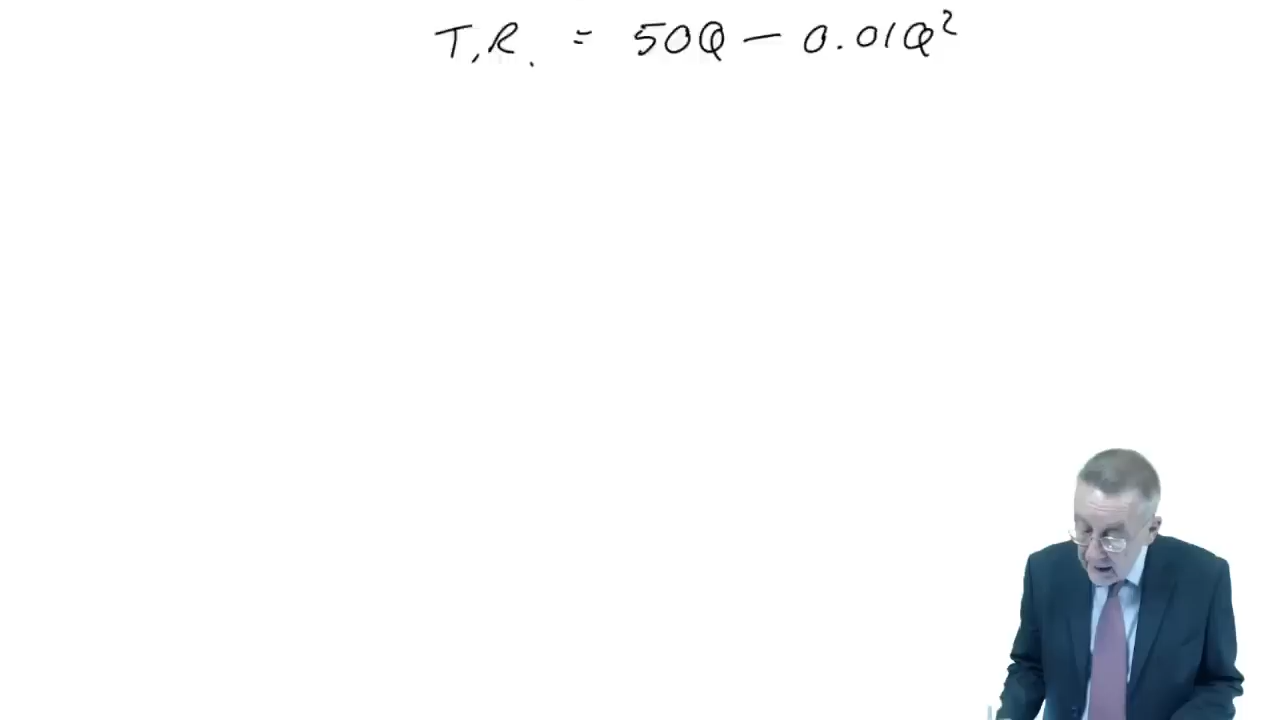 T.R. = 50Q − 0.01Q²